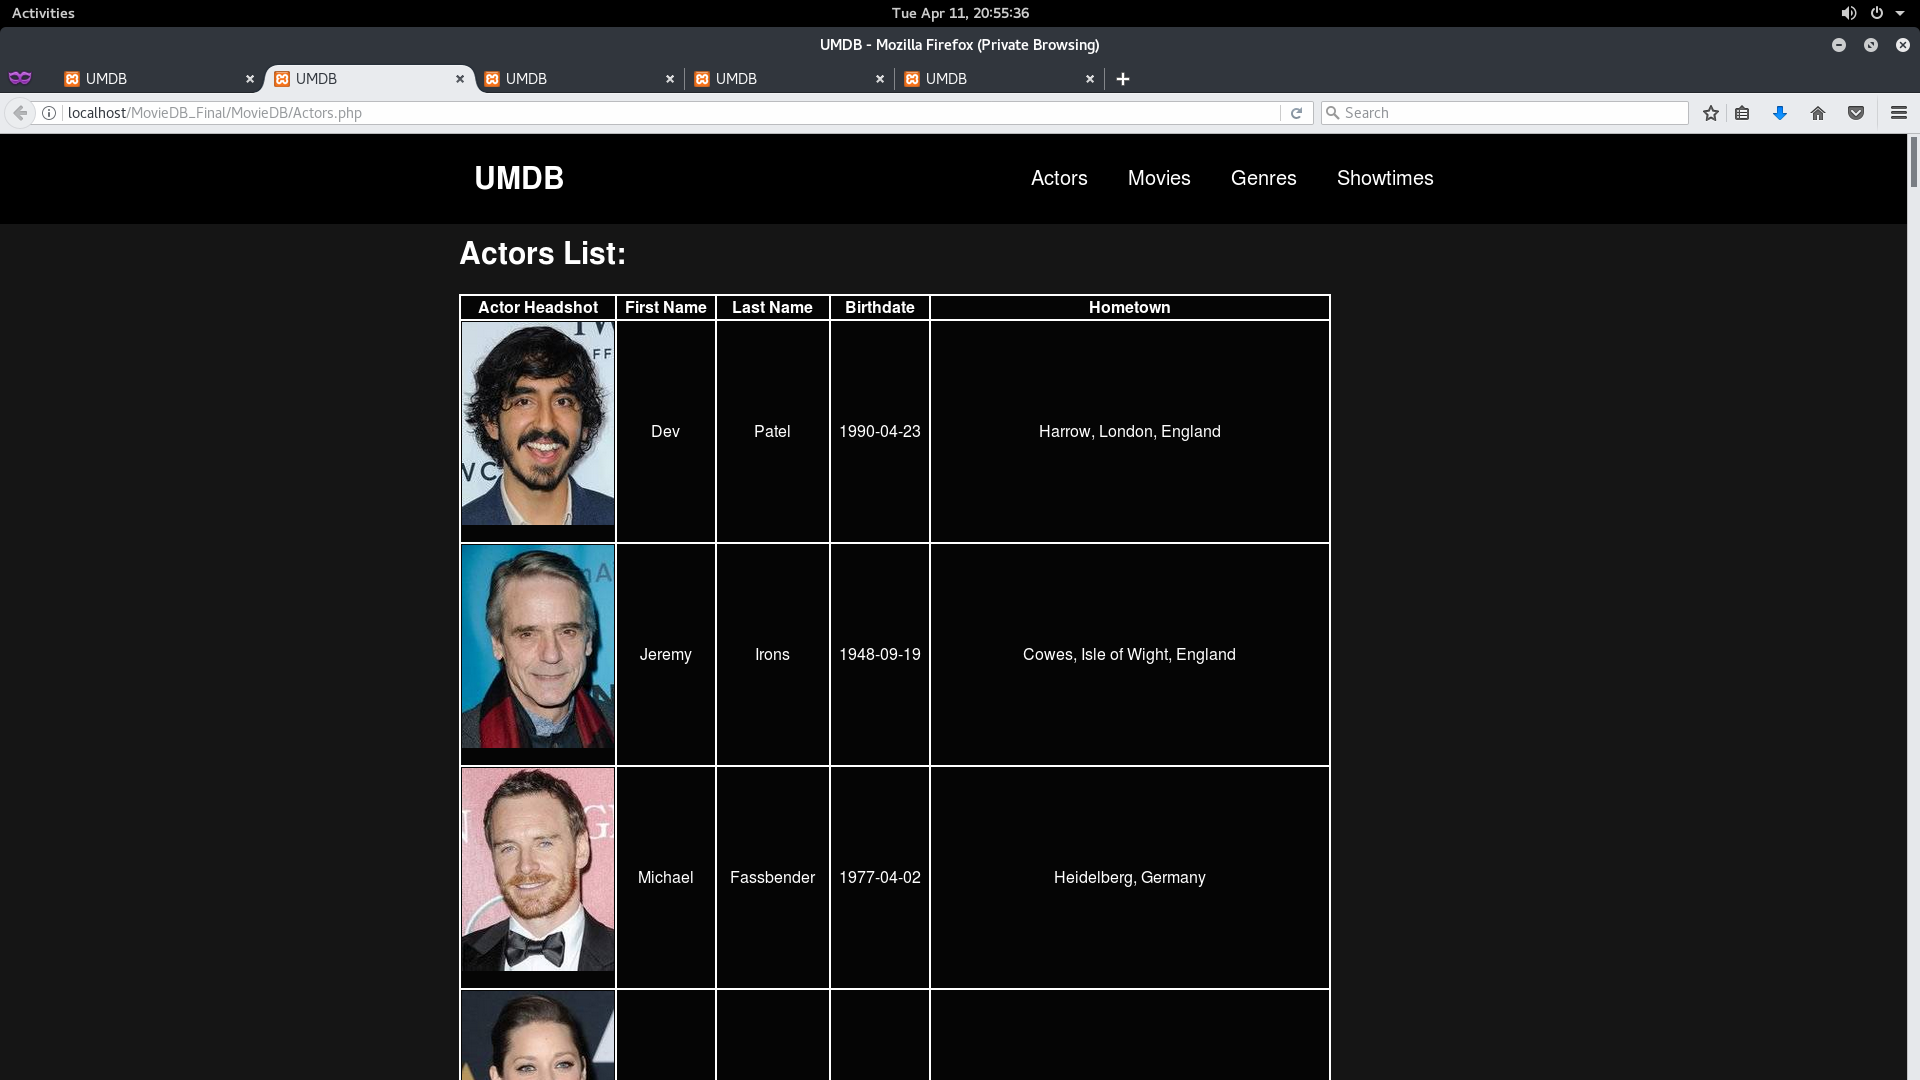 Activities
Tue Apr 11, 20:55:36
UMDB - Mozilla Firefox (Private Browsing)
UMDB
UMDB
UMDB
UMDB
UMDB
localhost/MovieDB_Final/MovieDB/Actors.php
Search
UMDB
Actors Movies Genres Showtimes
Actors List:
Actor Headshot First Name Last Name Birthdate Hometown
Dev Patel 1990-04-23 Harrow, London, England
Jeremy Irons 1948-09-19 Cowes, Isle of Wight, England
Michael Fassbender 1977-04-02 Heidelberg, Germany